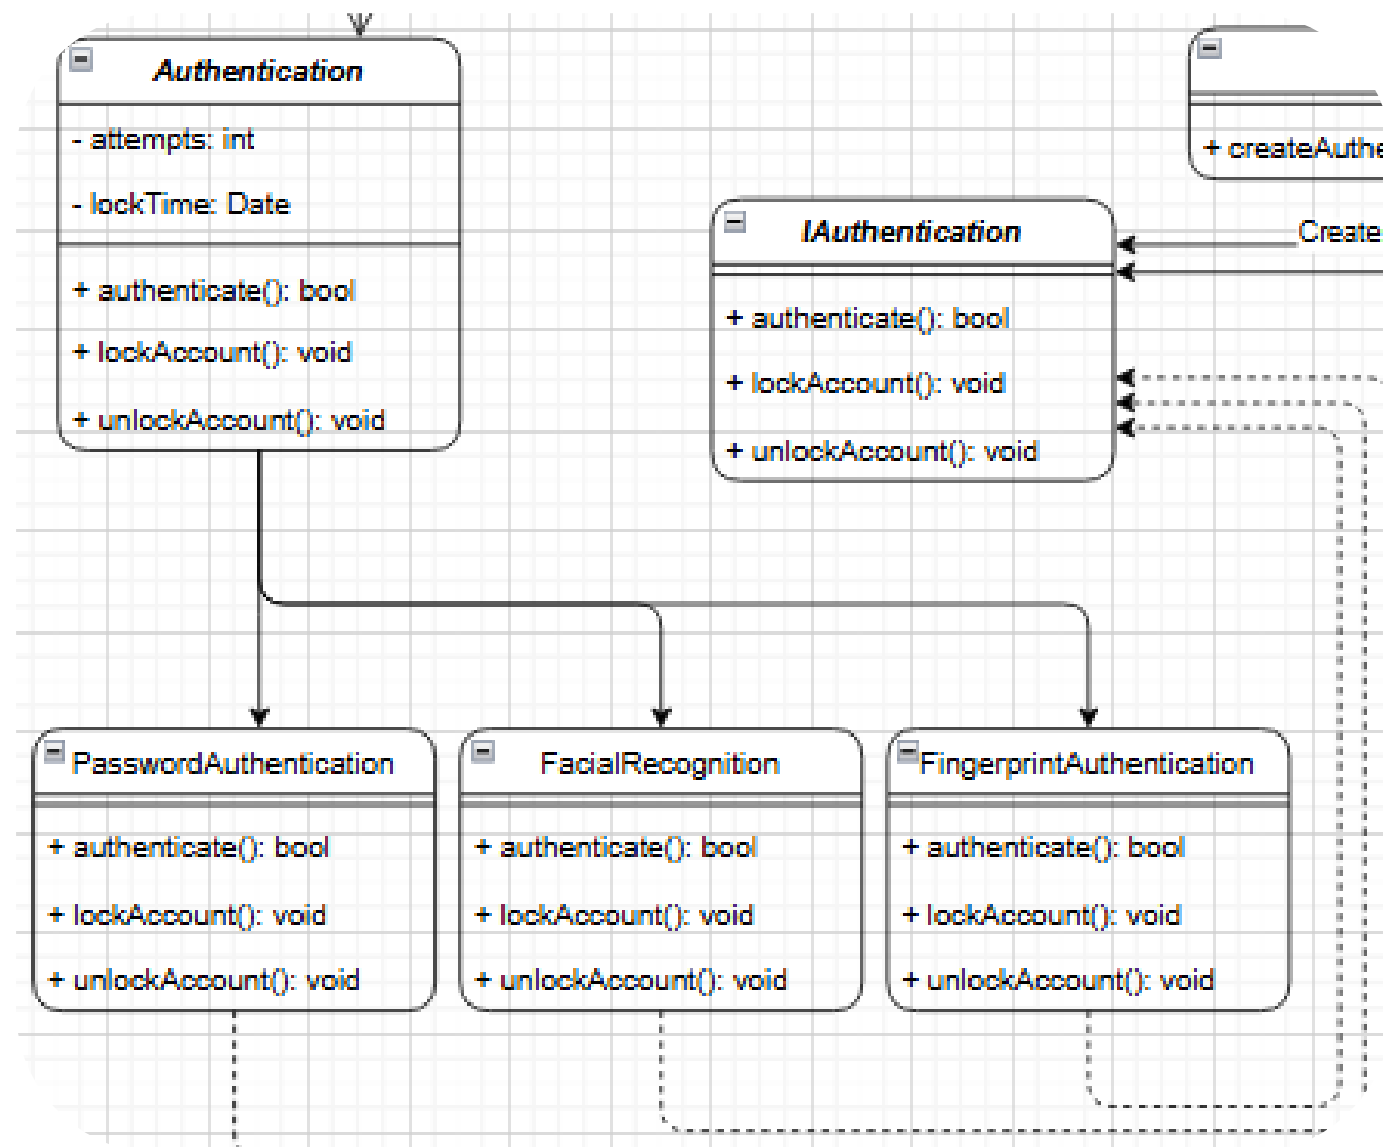 Authentication
- attempts: int
- lockTime: Date
+ authenticate(): bool
+ lockAccount(): void
+ unlockAccount(): void
IAuthentication
+ authenticate(): bool
+ lockAccount(): void
+ unlockAccount(): void
+ createAuthe
Create
PasswordAuthentication
+ authenticate(): bool
+ lockAccount(): void
+ unlockAccount(): void
FacialRecognition
+ authenticate(): bool
+ lockAccount(): void
+ unlockAccount(): void
FingerprintAuthentication
+ authenticate(): bool
+ lockAccount(): void
+ unlockAccount(): void